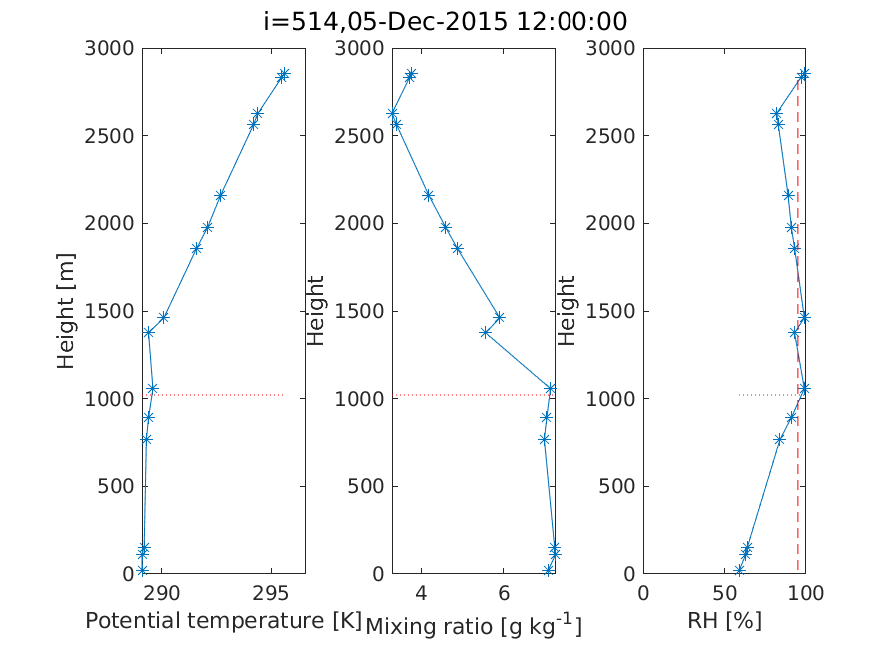 i=514,05-Dec-2015 12:00:00
3000 3000 3000
2500 2500 2500
2000 2000 2000
1500 1500 1500
1000 1000 1000
500 500 500
0 0 0
Height [m] Height Height
290 295 4 6 0 50 100
Potential temperature [K] Mixing ratio [g kg-1] RH [%]